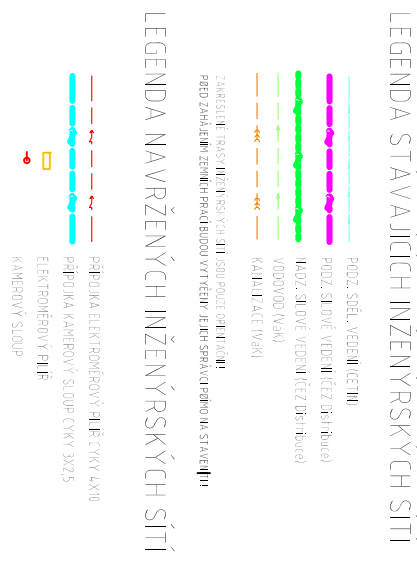 LEGENDA STÁVAJÍCÍCH INŽENÝRSKÝCH SÍTÍ
PODZ. SDĚL. VEDENÍ (CETIN)
PODZ. SILOVÉ VEDENÍ (ČEZ Distribuce)
NADZ. SILOVÉ VEDENÍ (ČEZ Distribuce)
VODOVOD (VaK)
KANALIZACE (VaK)
ZAKRESLENÉ TRASY INŽENÝRSKÝCH SÍTÍ JSOU POUZE ORIENTAČNÍ!
PŘED ZAHÁJENÍM ZEMNÍCH PRACÍ BUDOU VYTÝČENY JEJICH SPRÁVCI PŘÍMO NA STAVENIŠTI!
LEGENDA NAVRŽENÝCH INŽENÝRSKÝCH SÍTÍ
PŘÍPOJKA ELEKTROMĚROVÝ PILÍŘ CYKY 4X10
PŘÍPOJKA KAMEROVÝ SLOUP CYKY 3X2,5
ELEKTROMĚROVÝ PILÍŘ
KAMEROVÝ SLOUP